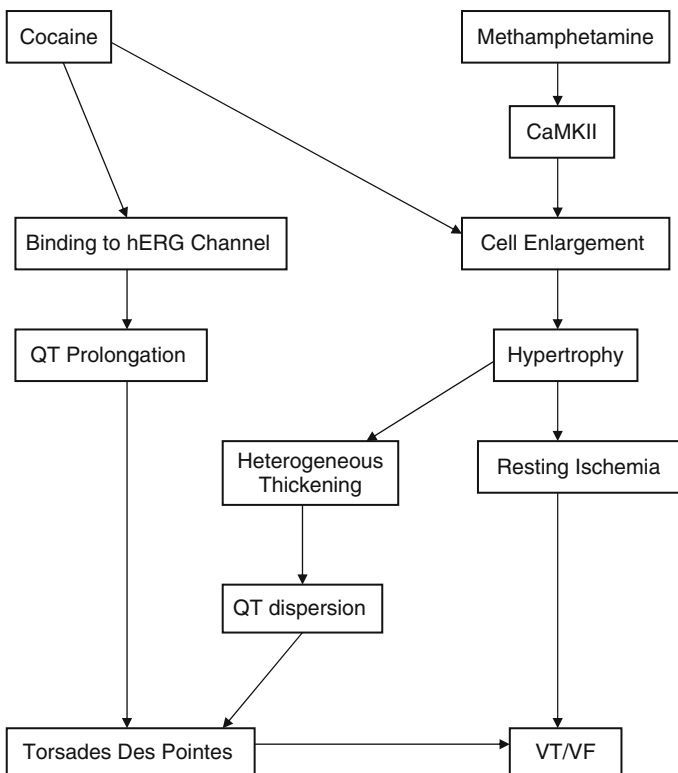 Cocaine
Methamphetamine
CaMKII
Binding to hERG Channel
Cell Enlargement
QT Prolongation
Hypertrophy
Heterogeneous
Thickening
Resting Ischemia
QT dispersion
Torsades Des Pointes
VT/VF